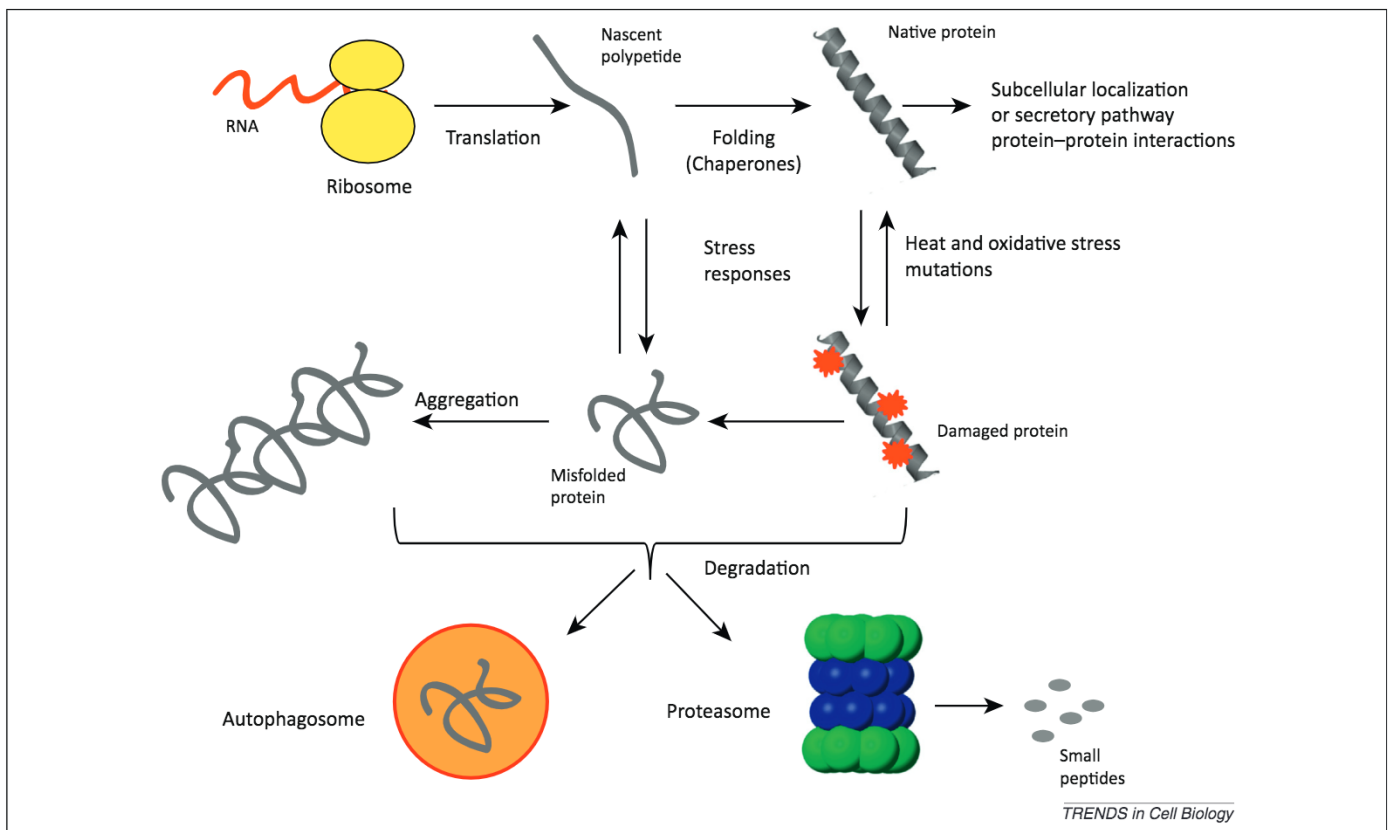 Nascent
polypetide
Native protein
RNA
Ribosome
Translation
Folding
(Chaperones)
Subcellular localization
or secretory pathway
protein–protein interactions
Stress
responses
Heat and oxidative stress
mutations
Aggregation
Misfolded
protein
Damaged protein
Degradation
Autophagosome
Proteasome
Small
peptides
TRENDS in Cell Biology